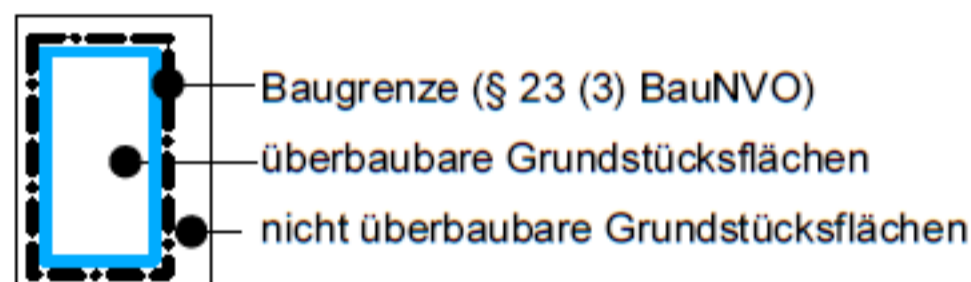 Baugrenze (§ 23 (3) BauNVO)
überbaubare Grundstücksflächen
nicht überbaubare Grundstücksflächen